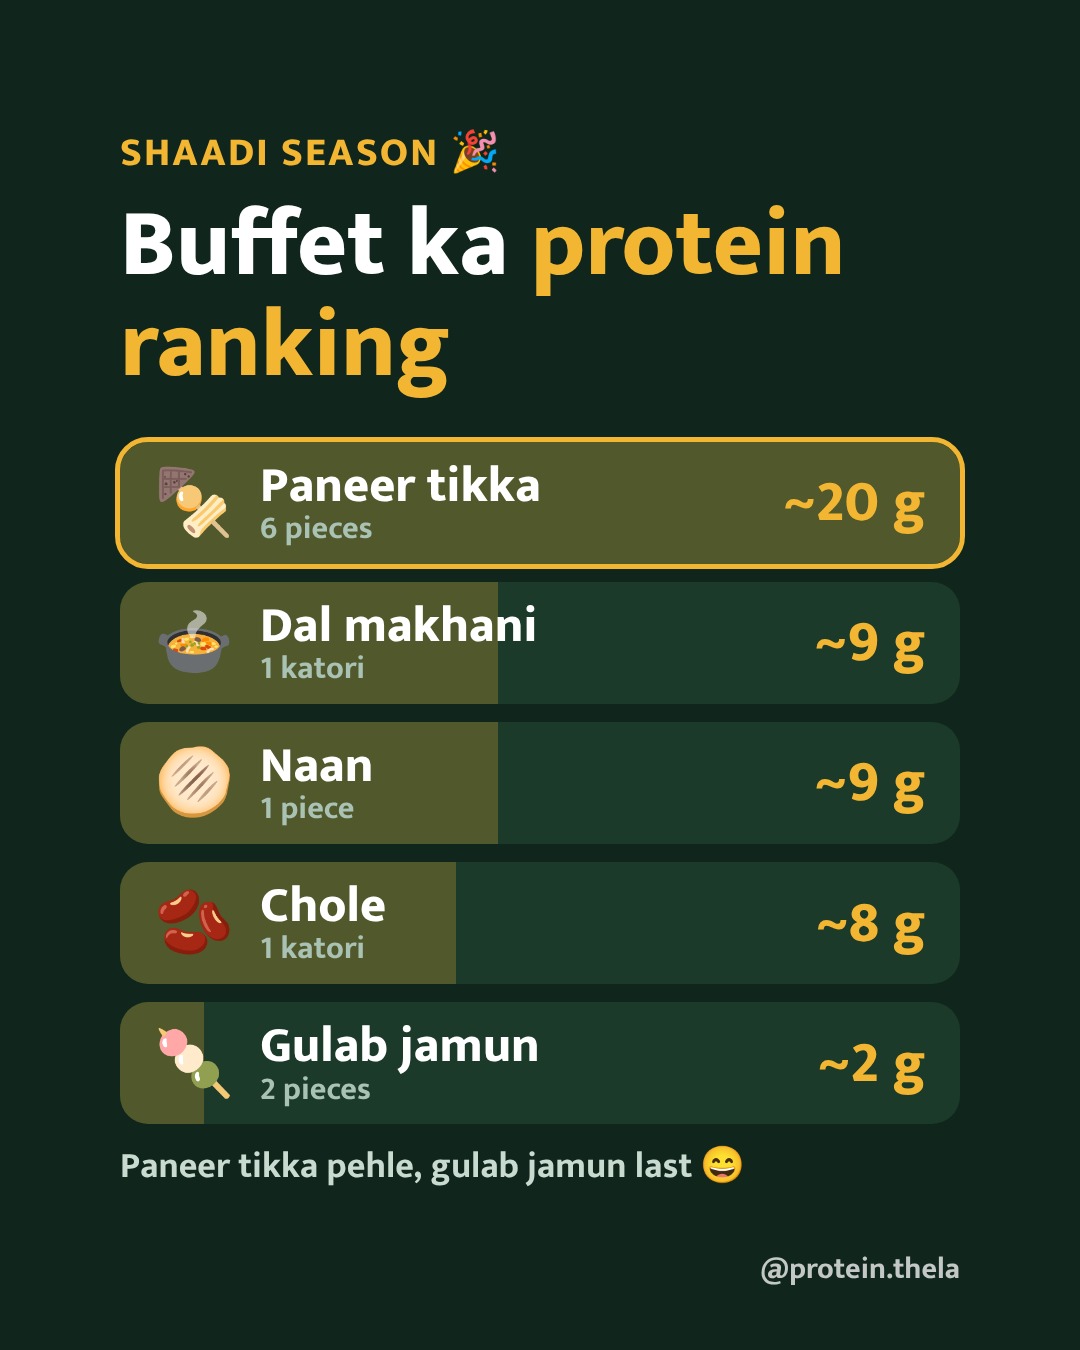 SHAADI SEASON 🎉
Buffet ka protein
ranking
Paneer tikka
6 pieces
~20 g
Dal makhani
1 katori
~9 g
Naan
1 piece
~9 g
Chole
1 katori
~8 g
Gulab jamun
2 pieces
~2 g
Paneer tikka pehle, gulab jamun last 😄
@protein.thela